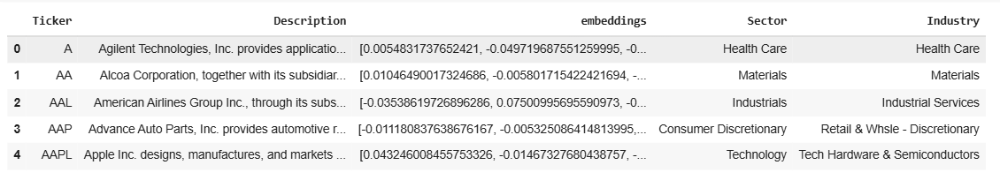 Ticker Description embeddings Sector Industry
0 A Agilent Technologies, Inc. provides applicatio... [0.0054831737652421, -0.049719687551259995, -0... Health Care Health Care
1 AA Alcoa Corporation, together with its subsidiar... [0.01046490017324686, -0.005801715422421694, -... Materials Materials
2 AAL American Airlines Group Inc., through its subs... [-0.03538619726896286, 0.07500995695590973, -0... Industrials Industrial Services
3 AAP Advance Auto Parts, Inc. provides automotive r... [-0.011180837638676167, -0.005325086414813995,... Consumer Discretionary Retail & Whsle - Discretionary
4 AAPL Apple Inc. designs, manufactures, and markets ... [0.043246008455753326, -0.01467327680438757, -... Technology Tech Hardware & Semiconductors